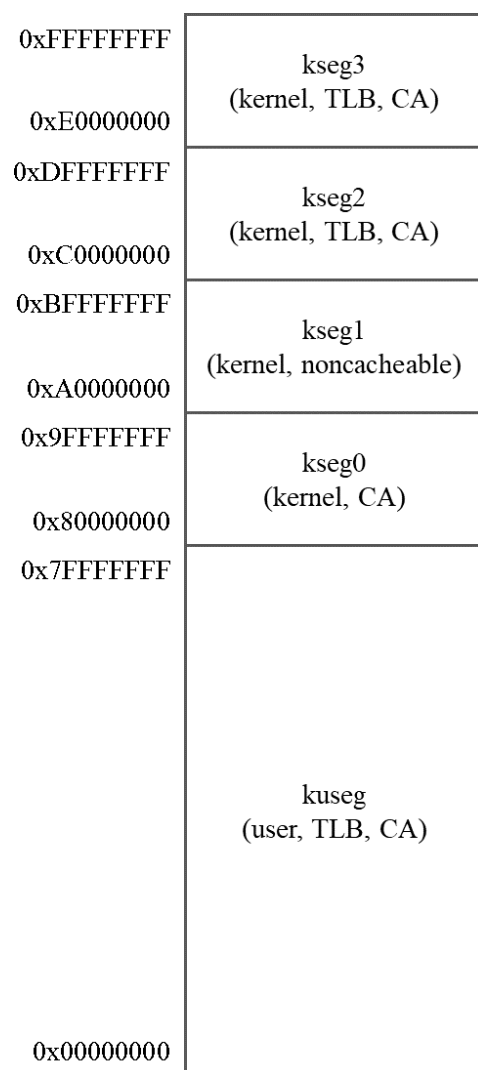 0xFFFFFFFF
kseg3
(kernel, TLB, CA)
0xE0000000
0xDFFFFFFF
kseg2
(kernel, TLB, CA)
0xC0000000
0xBFFFFFFF
kseg1
(kernel, noncacheable)
0xA0000000
0x9FFFFFFF
kseg0
(kernel, CA)
0x80000000
0x7FFFFFFF
kuseg
(user, TLB, CA)
0x00000000